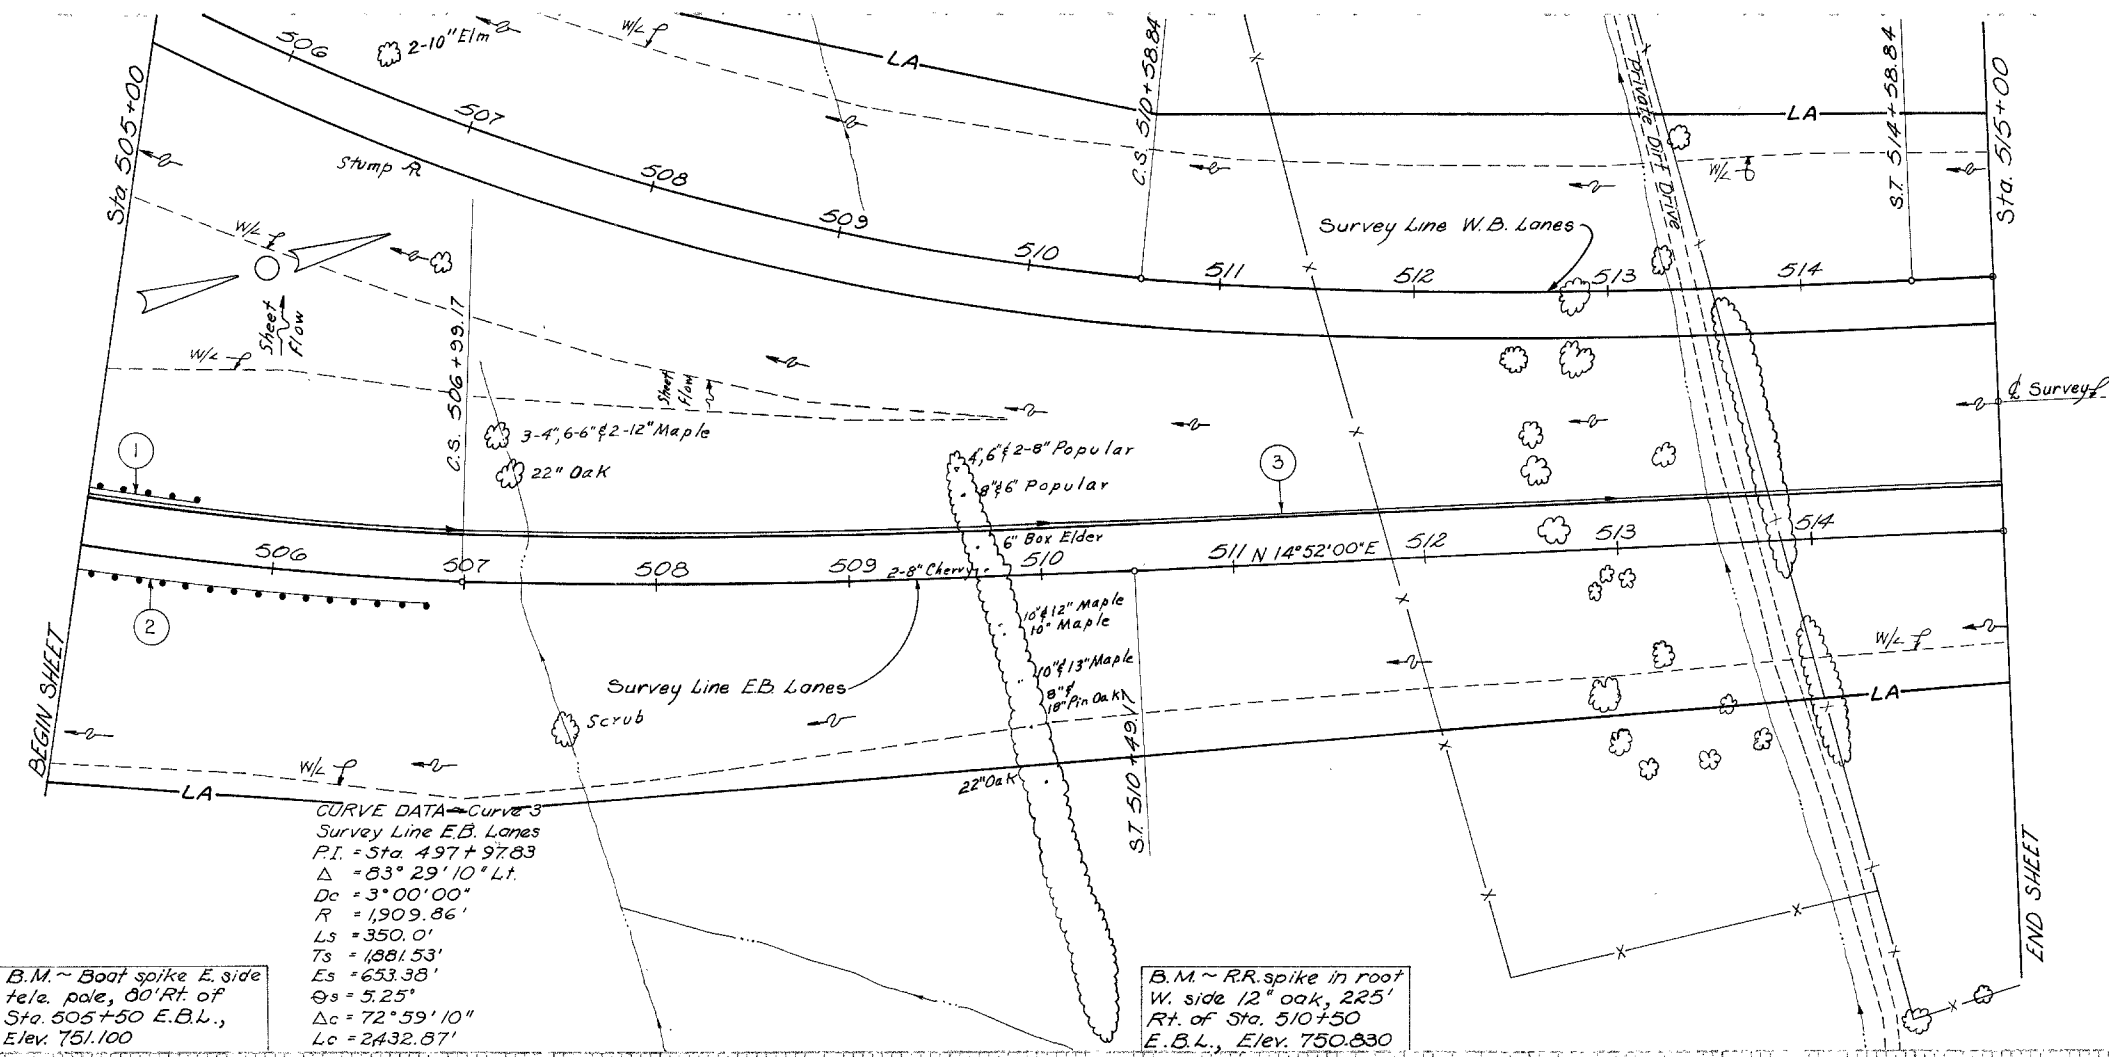 506
2-10" Elm
W/L
LA
C.S. 510+58.84
Private Dirt Drive
LA
S.T. 514+58.84
Sta. 515+00
Sta. 505+00
507
Stump
508
509
510
W/L
Survey Line W.B. Lanes
511
512
513
514
W/L
Sheet
Flow
W/L
C.S. 506+99.17
Sheet
Flow
℄ Survey
1
3-4", 6-6" & 2-12" Maple
22" Oak
4", 6" & 2-8" Popular
8" & 6" Popular
3
6" Box Elder
506
507
508
509
2-8" Cherry
510
511
N 14°52'00" E
512
513
514
2
10" & 12" Maple
10" Maple
10" & 13" Maple
8" &
18" Pin Oak
W/L
BEGIN SHEET
Survey Line E.B. Lanes
Scrub
LA
W/L
LA
22" Oak
S.T. 510+49.17
END SHEET
CURVE DATA~Curve 3
Survey Line E.B. Lanes
P.I. = Sta. 497+97.83
Δ = 83° 29' 10" Lt.
Dc = 3°00'00"
R = 1,909.86'
Ls = 350.0'
Ts = 1,881.53'
Es = 653.38'
Θs = 5.25°
Δc = 72°59'10"
Lc = 2,432.87'
B.M. ~ Boat spike E. side
tele. pole, 80' Rt. of
Sta. 505+50 E.B.L.,
Elev. 751.100
B.M. ~ R.R. spike in root
W. side 12" oak, 225'
Rt. of Sta. 510+50
E.B.L., Elev. 750.830